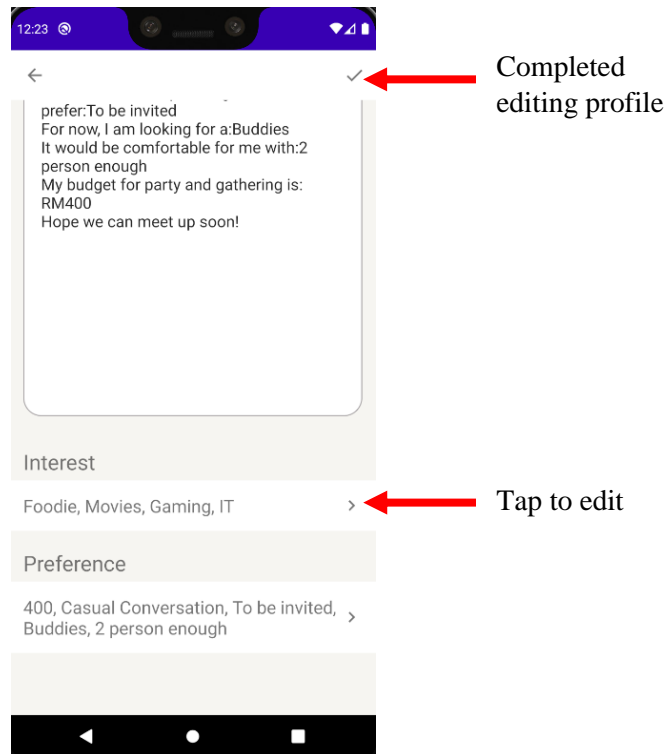 12:23
Completed
editing profile
prefer:To be invited
For now, I am looking for a:Buddies
It would be comfortable for me with:2
person enough
My budget for party and gathering is:
RM400
Hope we can meet up soon!
Interest
Foodie, Movies, Gaming, IT
Tap to edit
Preference
400, Casual Conversation, To be invited,
Buddies, 2 person enough